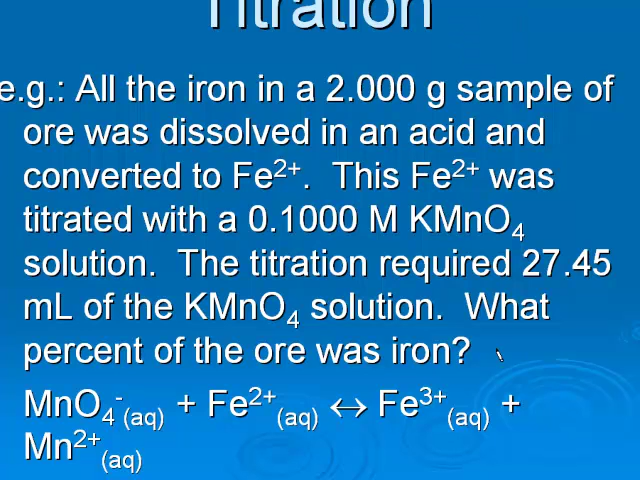 Titration
e.g.: All the iron in a 2.000 g sample of
ore was dissolved in an acid and
converted to Fe²⁺. This Fe²⁺ was
titrated with a 0.1000 M KMnO₄
solution. The titration required 27.45
mL of the KMnO₄ solution. What
percent of the ore was iron?
MnO₄⁻(aq) + Fe²⁺(aq) ↔ Fe³⁺(aq) +
Mn²⁺(aq)